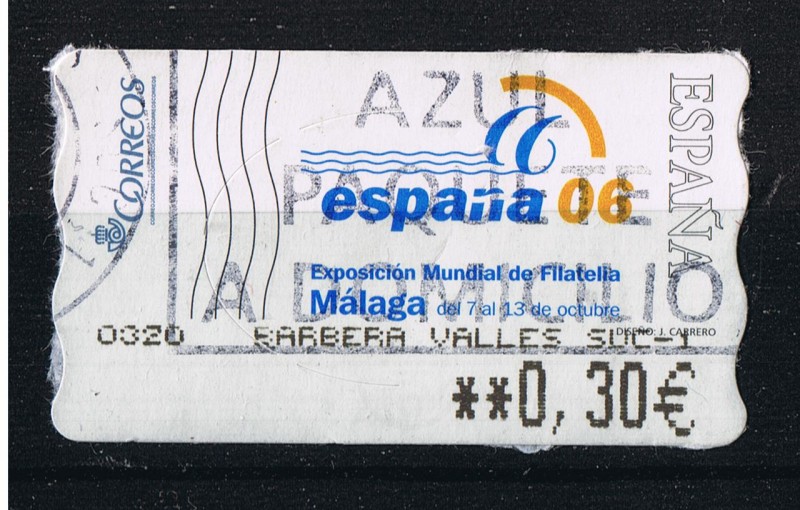 CORREOS
AZUL
PAQUETE
A DOMICILIO
españa 06
ESPAÑA
Exposición Mundial de Filatelia
Málaga del 7 al 13 de octubre
DISEÑO: J. CARRERO
0820 BARBERA VALLES SUC-1
**0,30€